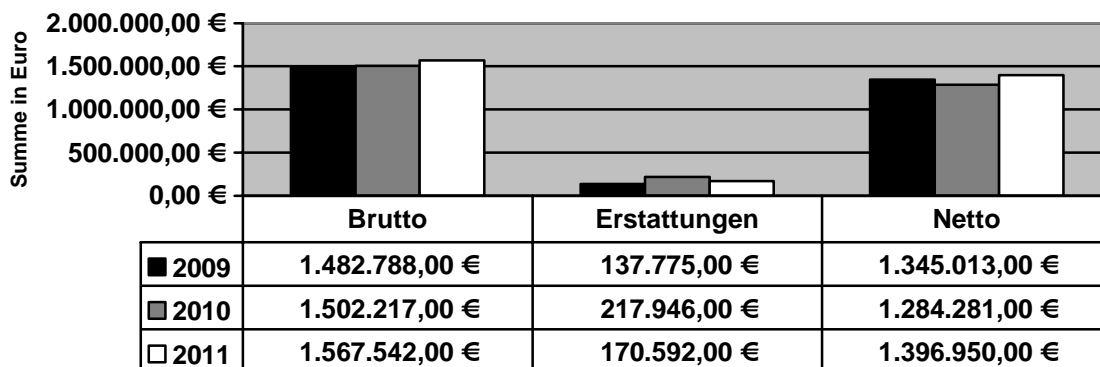 Summe in Euro
2.000.000,00 €
1.500.000,00 €
1.000.000,00 €
500.000,00 €
0,00 €
Brutto Erstattungen Netto
2009 1.482.788,00 € 137.775,00 € 1.345.013,00 €
2010 1.502.217,00 € 217.946,00 € 1.284.281,00 €
2011 1.567.542,00 € 170.592,00 € 1.396.950,00 €